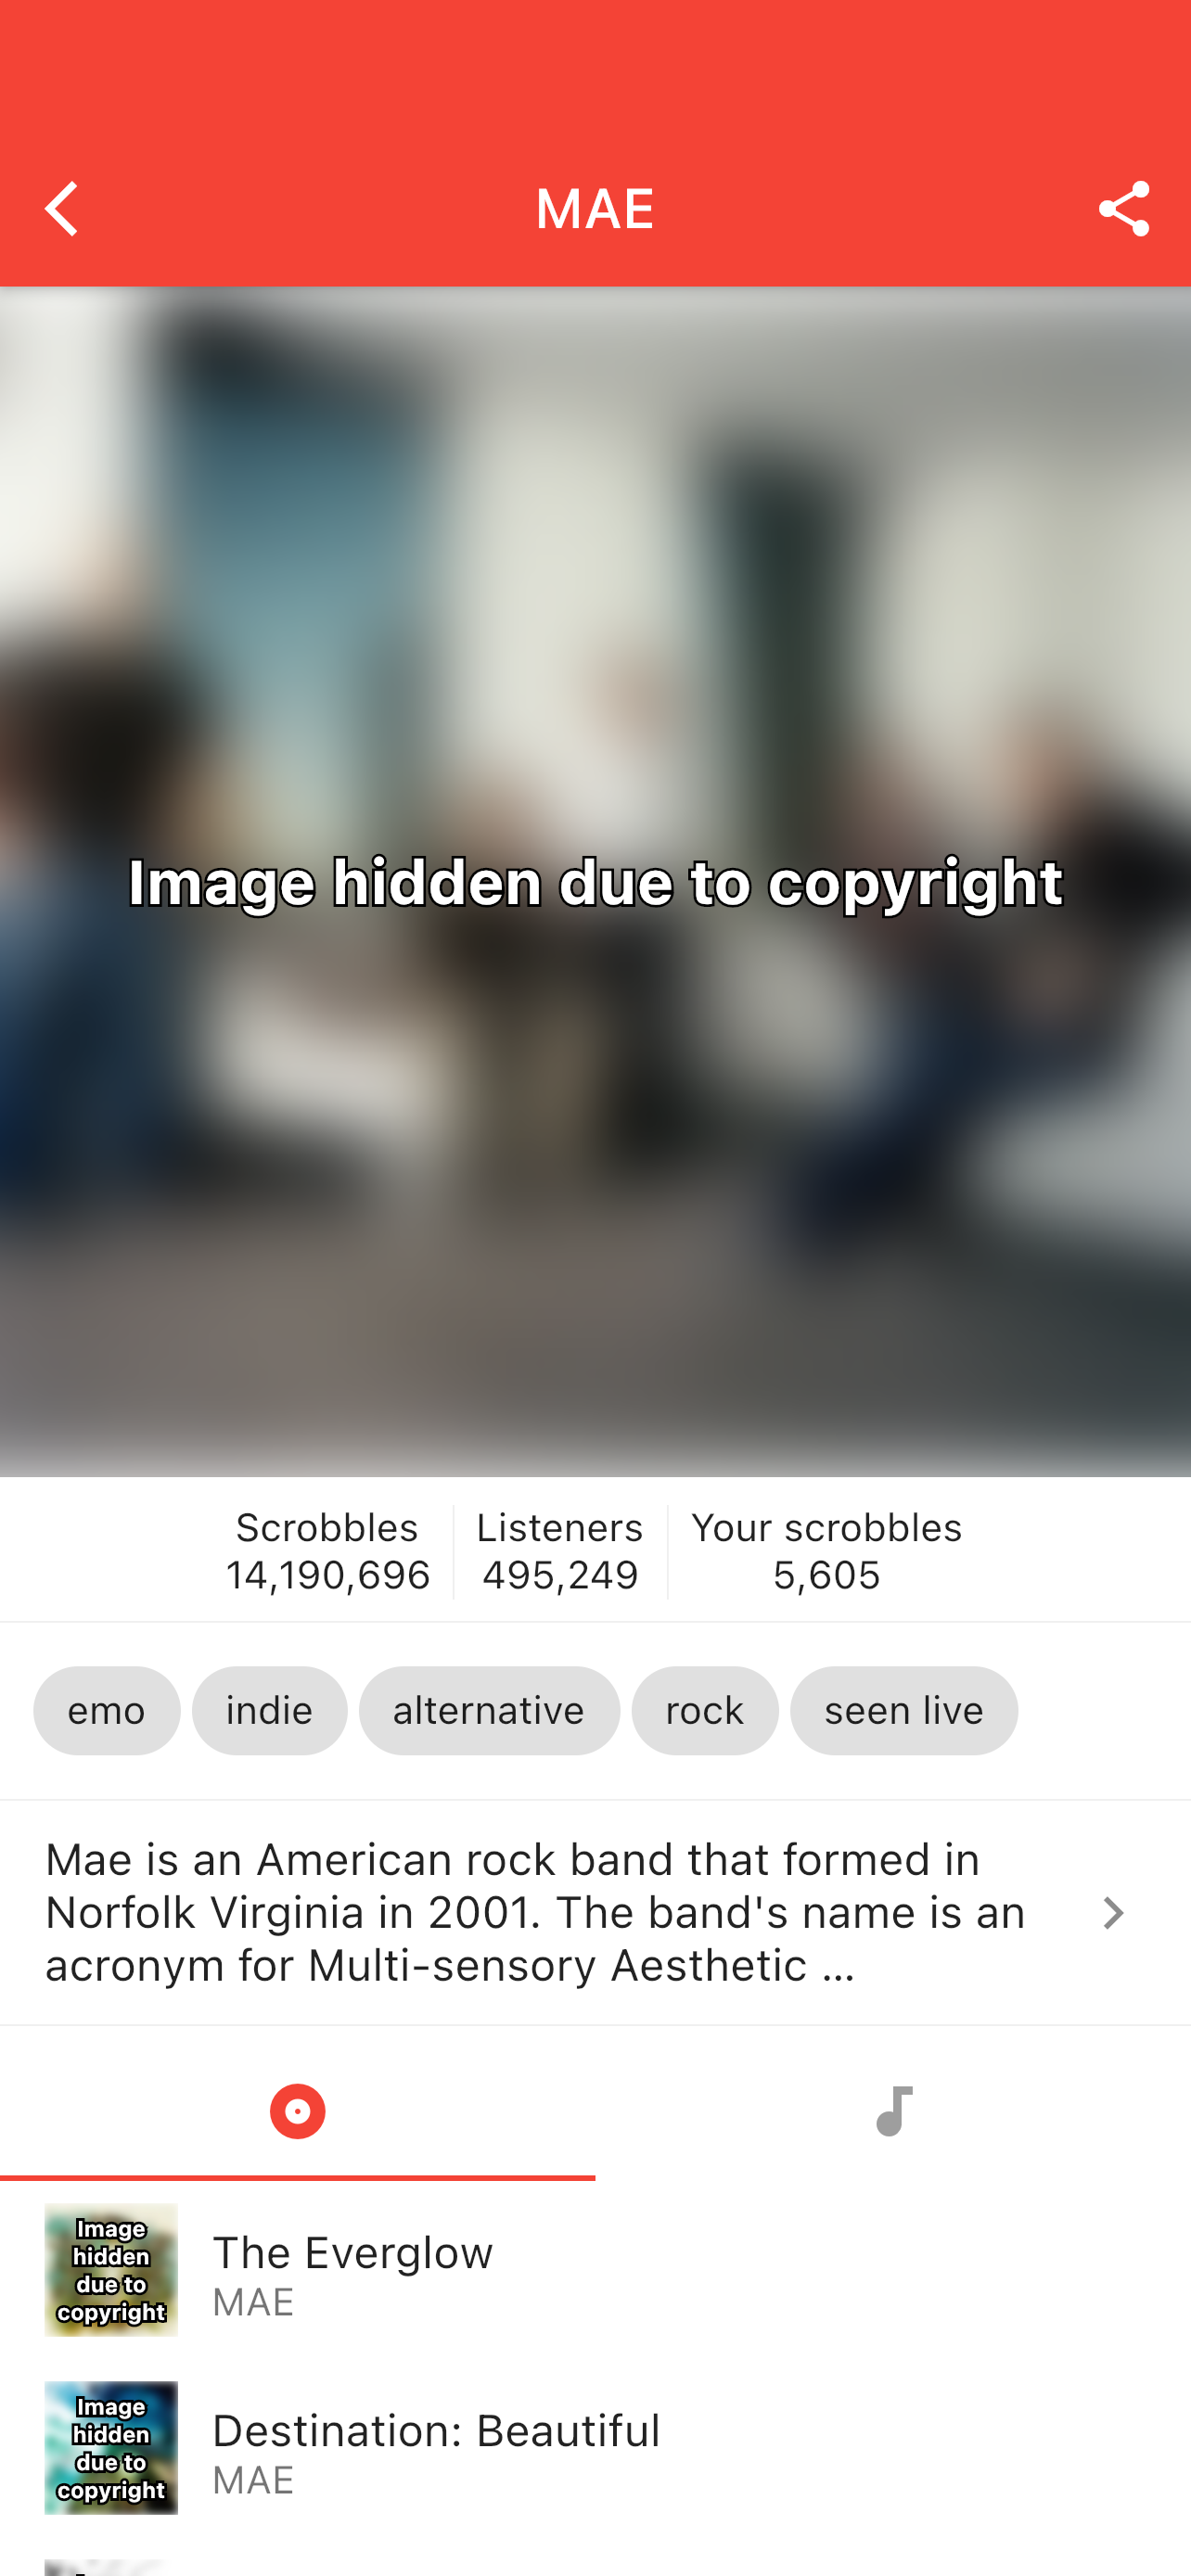 MAE
Image hidden due to copyright
Scrobbles
14,190,696
Listeners
495,249
Your scrobbles
5,605
emo
indie
alternative
rock
seen live
Mae is an American rock band that formed in
Norfolk Virginia in 2001. The band's name is an
acronym for Multi-sensory Aesthetic ...
Image
hidden
due to
copyright
The Everglow
MAE
Image
hidden
due to
copyright
Destination: Beautiful
MAE